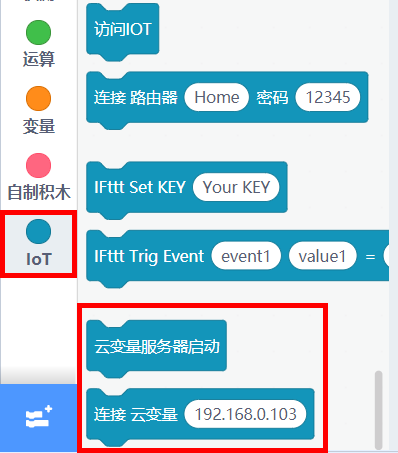 访问IOT
运算
连接 路由器 Home 密码 12345
变量
IFttt Set KEY Your KEY
自制积木
IFttt Trig Event event1 value1 =
IoT
云变量服务器启动
连接 云变量 192.168.0.103